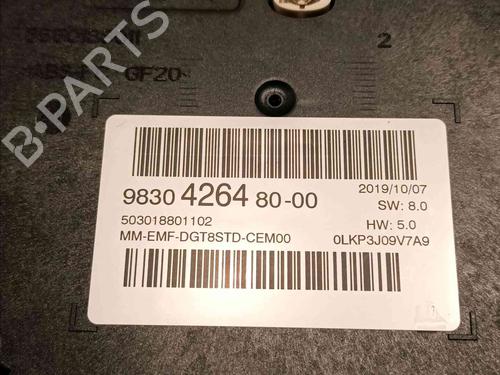 B-PARTS
GF20
2
9830 4264 80-00
2019/10/07
SW: 8.0
503018801102
HW: 5.0
MM-EMF-DGT8STD-CEM00
0LKP3J09V7A9